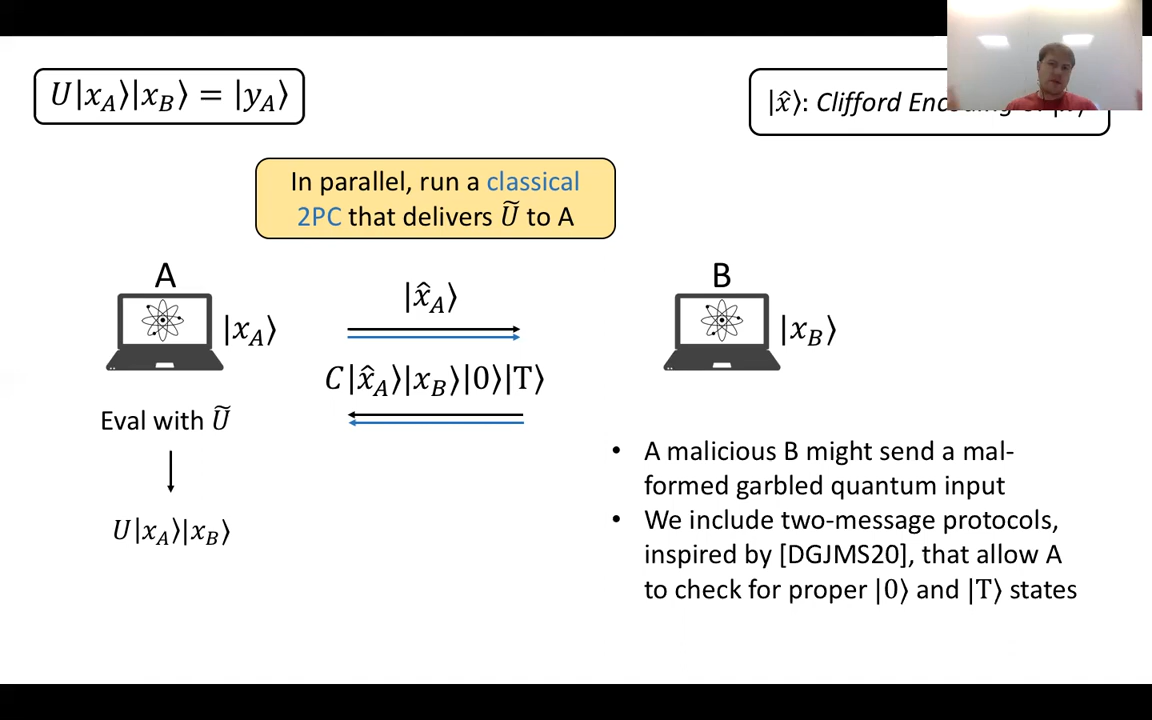 U|x_A⟩|x_B⟩ = |y_A⟩
|x̂⟩: Clifford
In parallel, run a classical
2PC that delivers Ũ to A
A
B
|x̂_A⟩
|x_A⟩
|x_B⟩
C|x̂_A⟩|x_B⟩|0⟩|T⟩
Eval with Ũ
U|x_A⟩|x_B⟩
• A malicious B might send a mal-
formed garbled quantum input
• We include two-message protocols,
inspired by [DGJMS20], that allow A
to check for proper |0⟩ and |T⟩ states